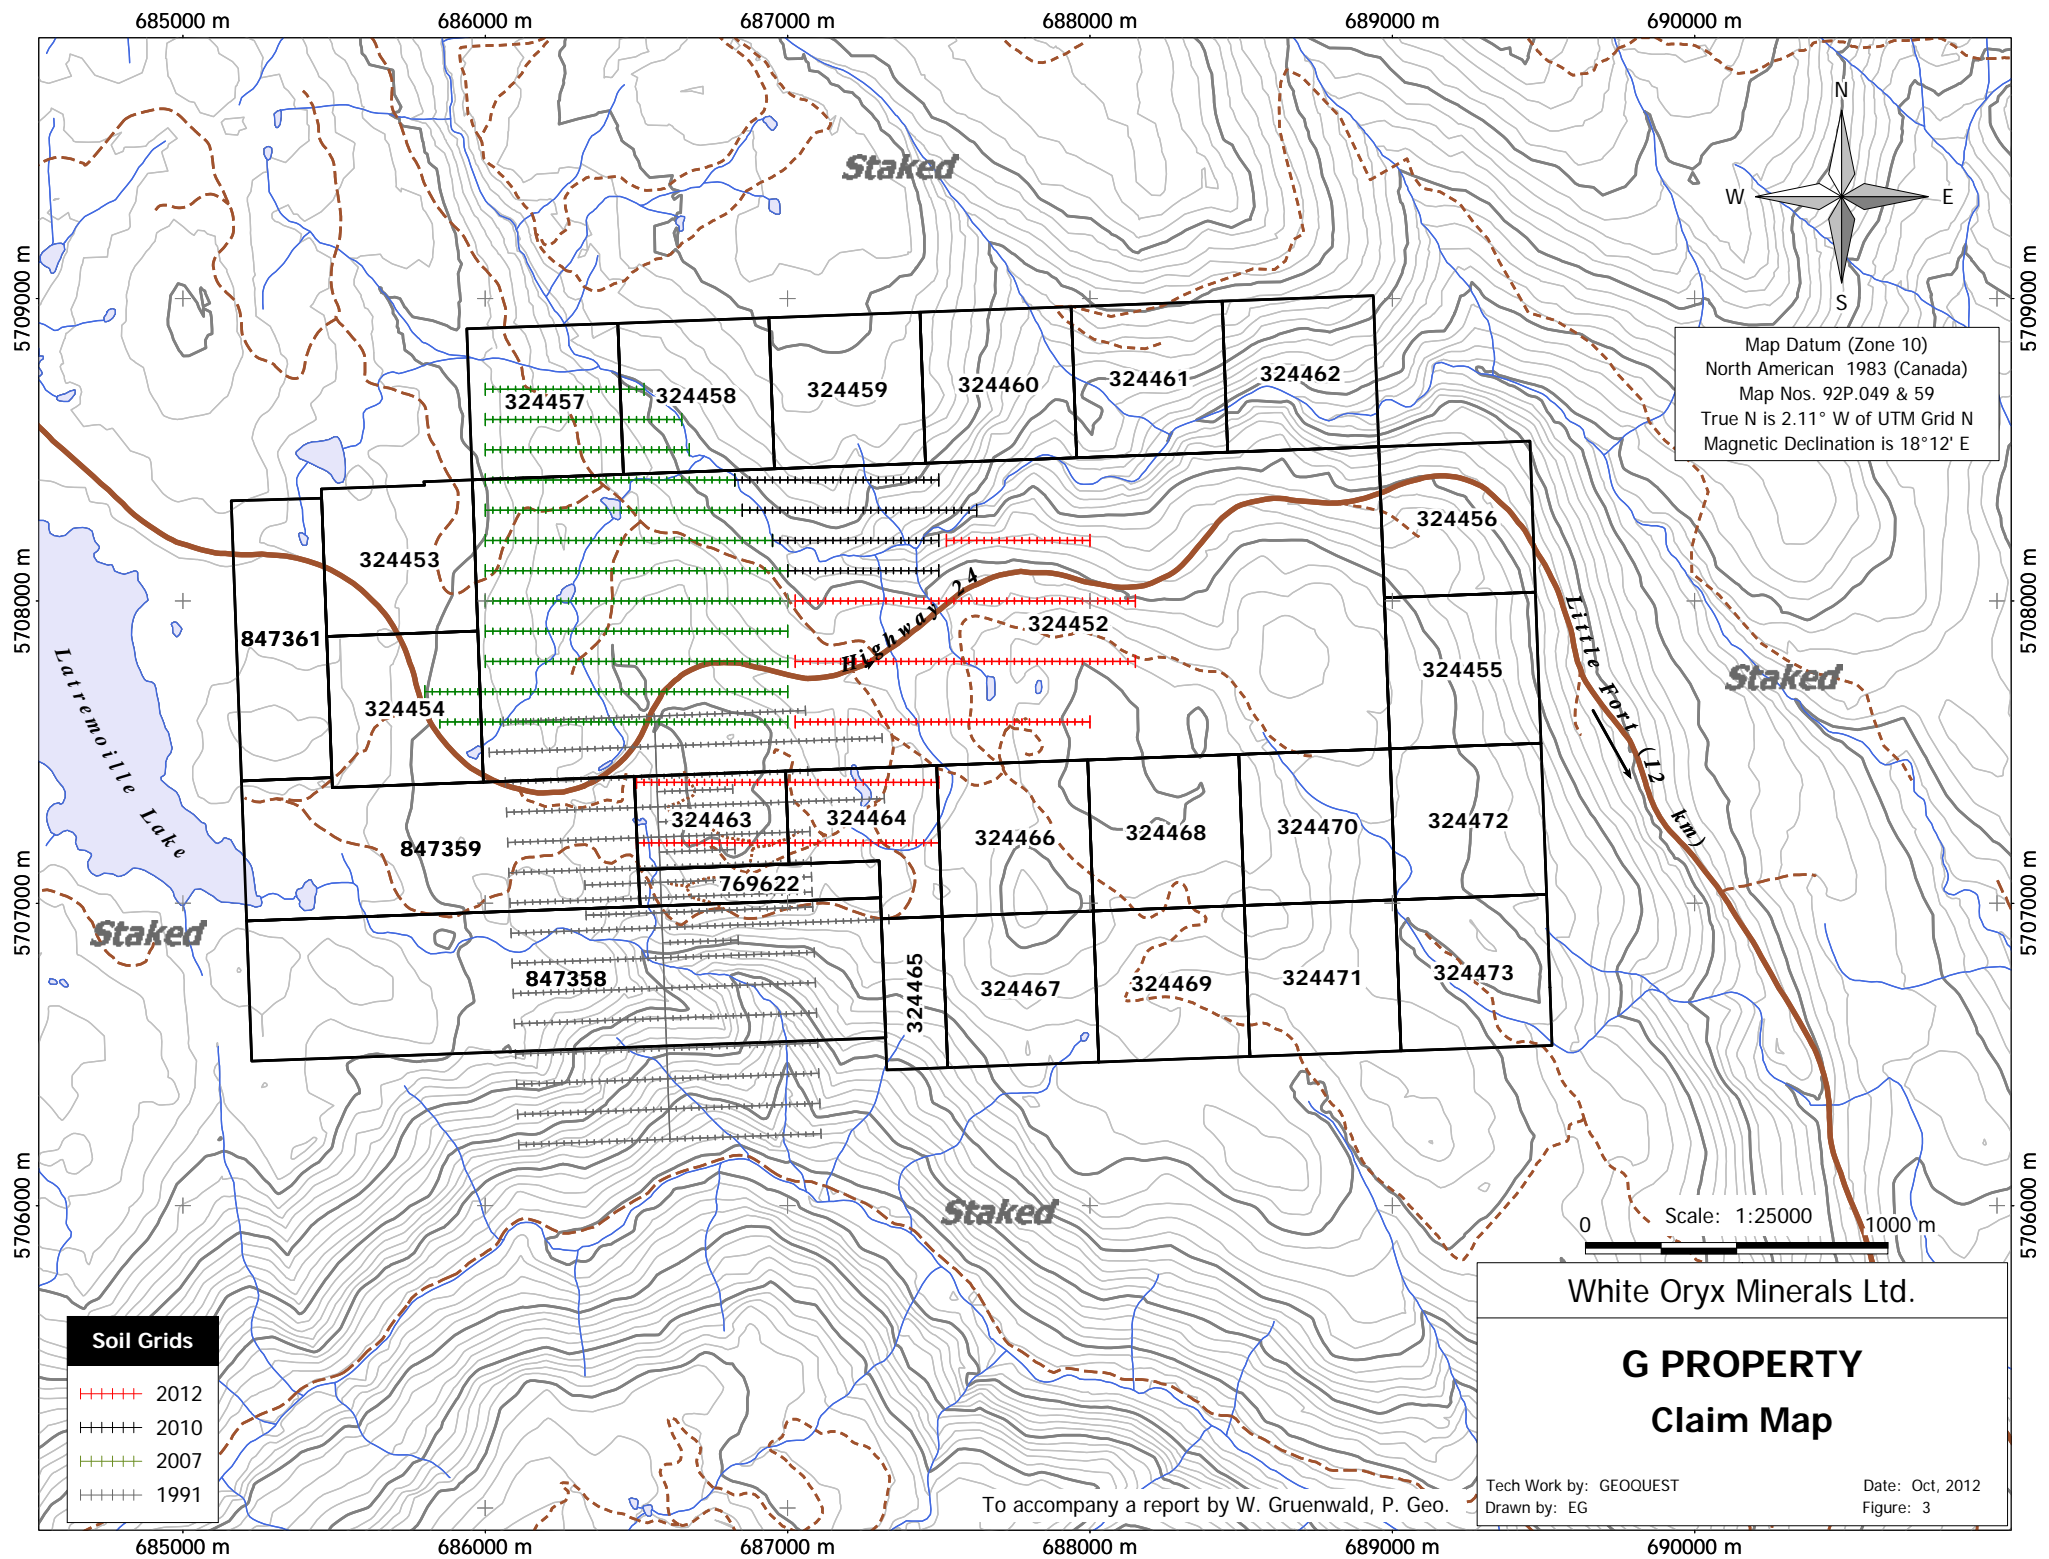 685000 m 686000 m 687000 m 688000 m 689000 m 690000 m
5709000 m
5708000 m
5707000 m
5706000 m
N
W E
S
Staked
Map Datum (Zone 10)
North American 1983 (Canada)
Map Nos. 92P.049 & 59
True N is 2.11° W of UTM Grid N
Magnetic Declination is 18°12' E
5709000 m
5708000 m
5707000 m
5706000 m
324457
324458
324459
324460
324461
324462
324453
324456
847361
324452
324455
324454
Highway 24
Little Fort (12 km)
Staked
Latremoille Lake
847359
324463
324464
324466
324468
324470
324472
769622
Staked
847358
324465
324467
324469
324471
324473
Staked
Scale: 1:25000
0 1000 m
Soil Grids
2012
2010
2007
1991
White Oryx Minerals Ltd.
G PROPERTY
Claim Map
Tech Work by: GEOQUEST
Drawn by: EG
Date: Oct, 2012
Figure: 3
To accompany a report by W. Gruenwald, P. Geo.
685000 m 686000 m 687000 m 688000 m 689000 m 690000 m